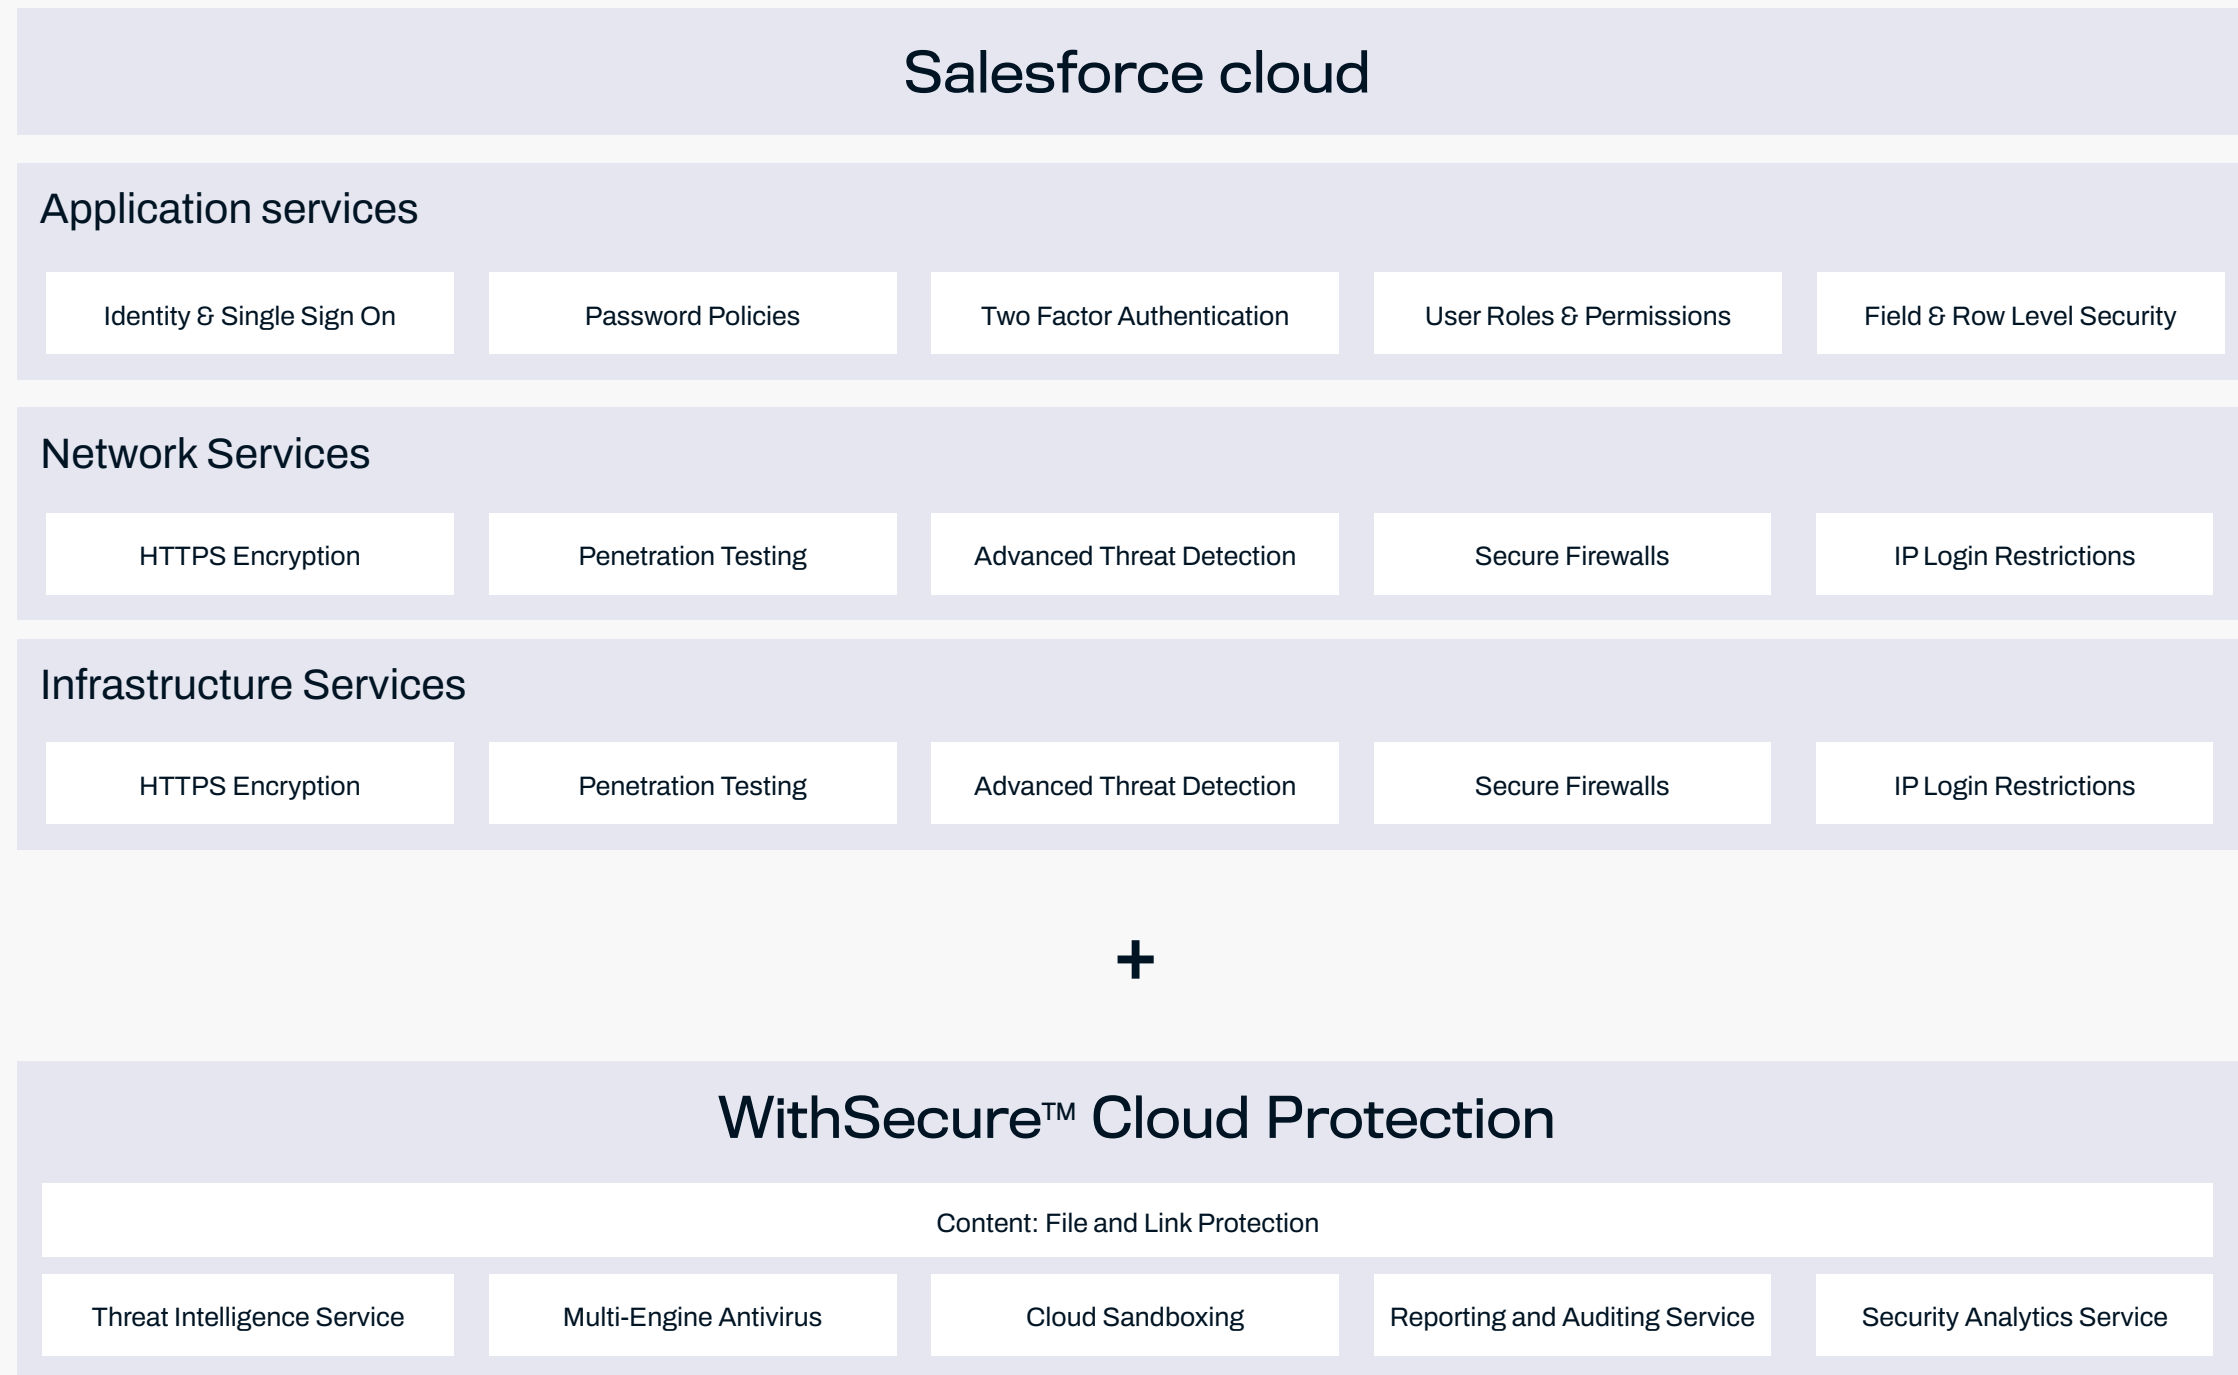 Salesforce cloud
Application services
Identity & Single Sign On
Password Policies
Two Factor Authentication
User Roles & Permissions
Field & Row Level Security
Network Services
HTTPS Encryption
Penetration Testing
Advanced Threat Detection
Secure Firewalls
IP Login Restrictions
Infrastructure Services
HTTPS Encryption
Penetration Testing
Advanced Threat Detection
Secure Firewalls
IP Login Restrictions
+
WithSecure™ Cloud Protection
Content: File and Link Protection
Threat Intelligence Service
Multi-Engine Antivirus
Cloud Sandboxing
Reporting and Auditing Service
Security Analytics Service